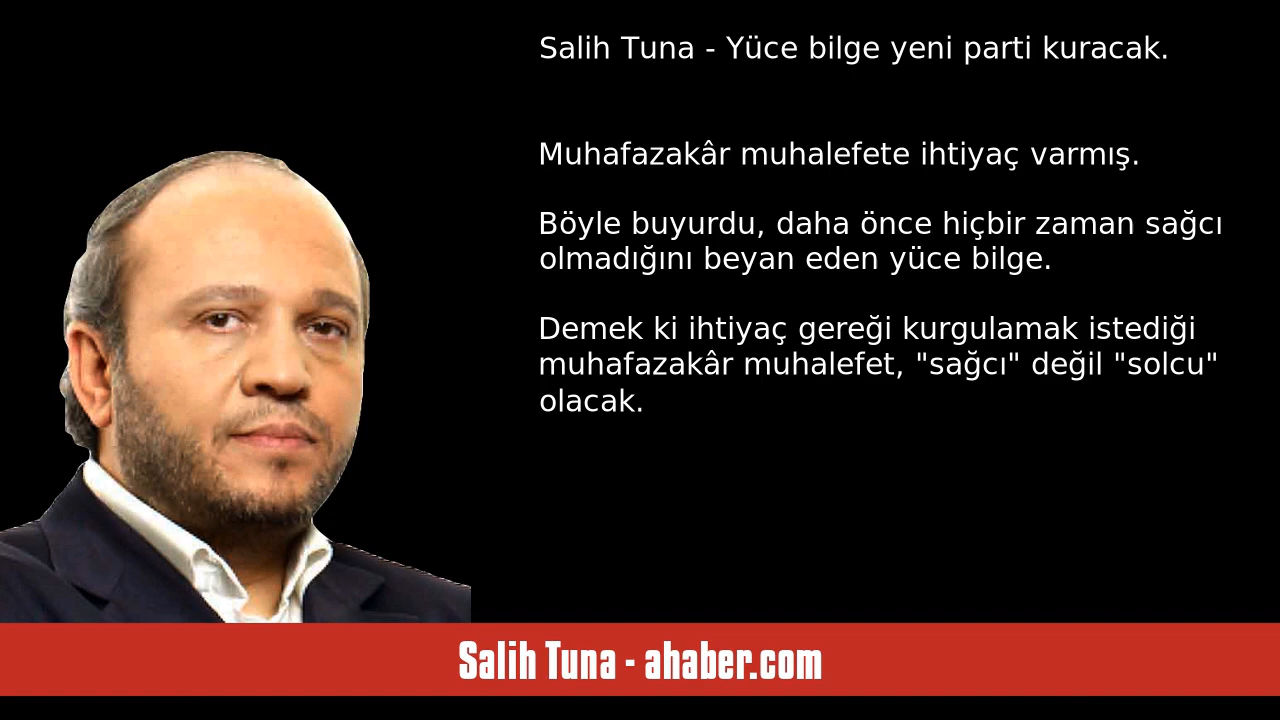 Salih Tuna - Yüce bilge yeni parti kuracak.
Muhafazakâr muhalefete ihtiyaç varmış.
Böyle buyurdu, daha önce hiçbir zaman sağcı
olmadığını beyan eden yüce bilge.
Demek ki ihtiyaç gereği kurgulamak istediği
muhafazakâr muhalefet, "sağcı" değil "solcu"
olacak.
Salih Tuna - ahaber.com